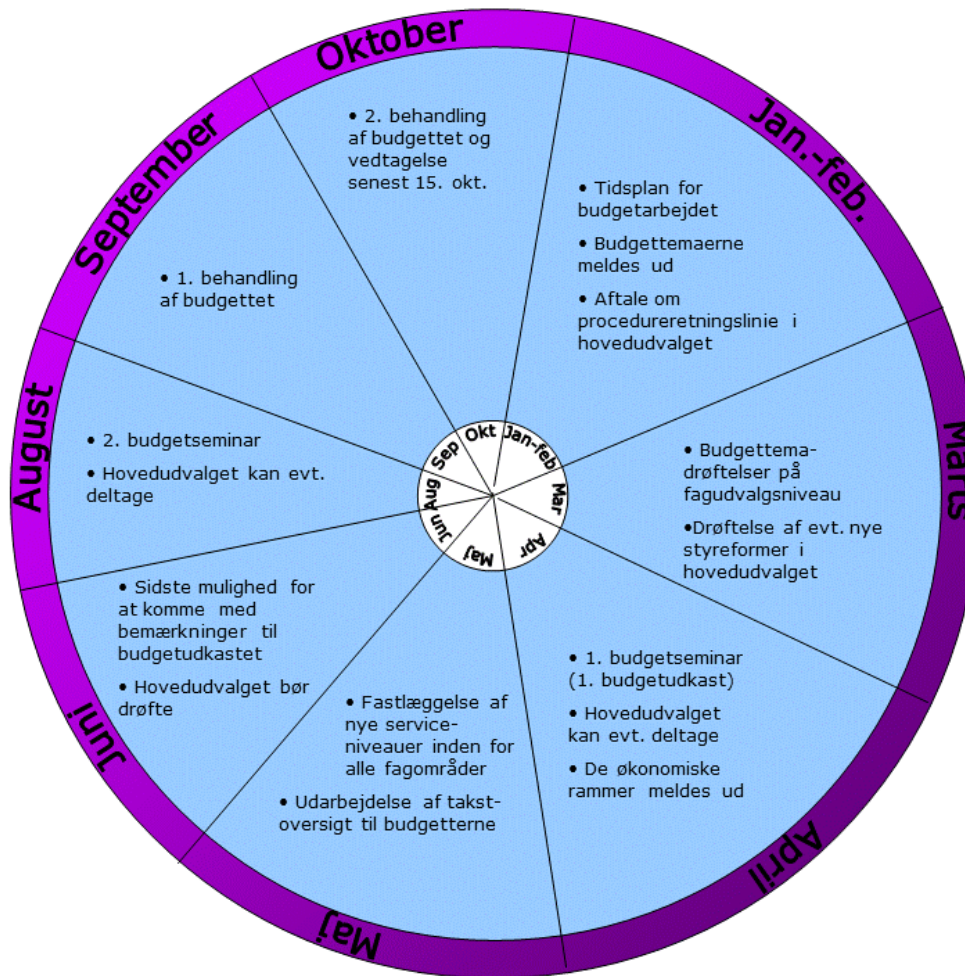 Oktober
• 2. behandling
af budgettet og
vedtagelse
senest 15. okt.
Jan.-feb.
• Tidsplan for
budgetarbejdet
• Budgettemaerne
meldes ud
• Aftale om
procedureretningslinie i
hovedudvalget
Marts
• Budgettema-
drøftelser på
fagudvalgsniveau
•Drøftelse af evt. nye
styreformer i
hovedudvalget
April
• 1. budgetseminar
(1. budgetudkast)
• Hovedudvalget
kan evt. deltage
• De økonomiske
rammer meldes ud
Maj
• Fastlæggelse af
nye service-
niveauer inden for
alle fagområder
• Udarbejdelse af takst-
oversigt til budgetterne
Juni
• Sidste mulighed for
at komme med
bemærkninger til
budgetudkastet
• Hovedudvalget bør
drøfte
August
• 2. budgetseminar
• Hovedudvalget kan evt.
deltage
September
• 1. behandling
af budgettet
Okt
Jan-feb
Mar
Apr
Maj
Jun
Aug
Sep